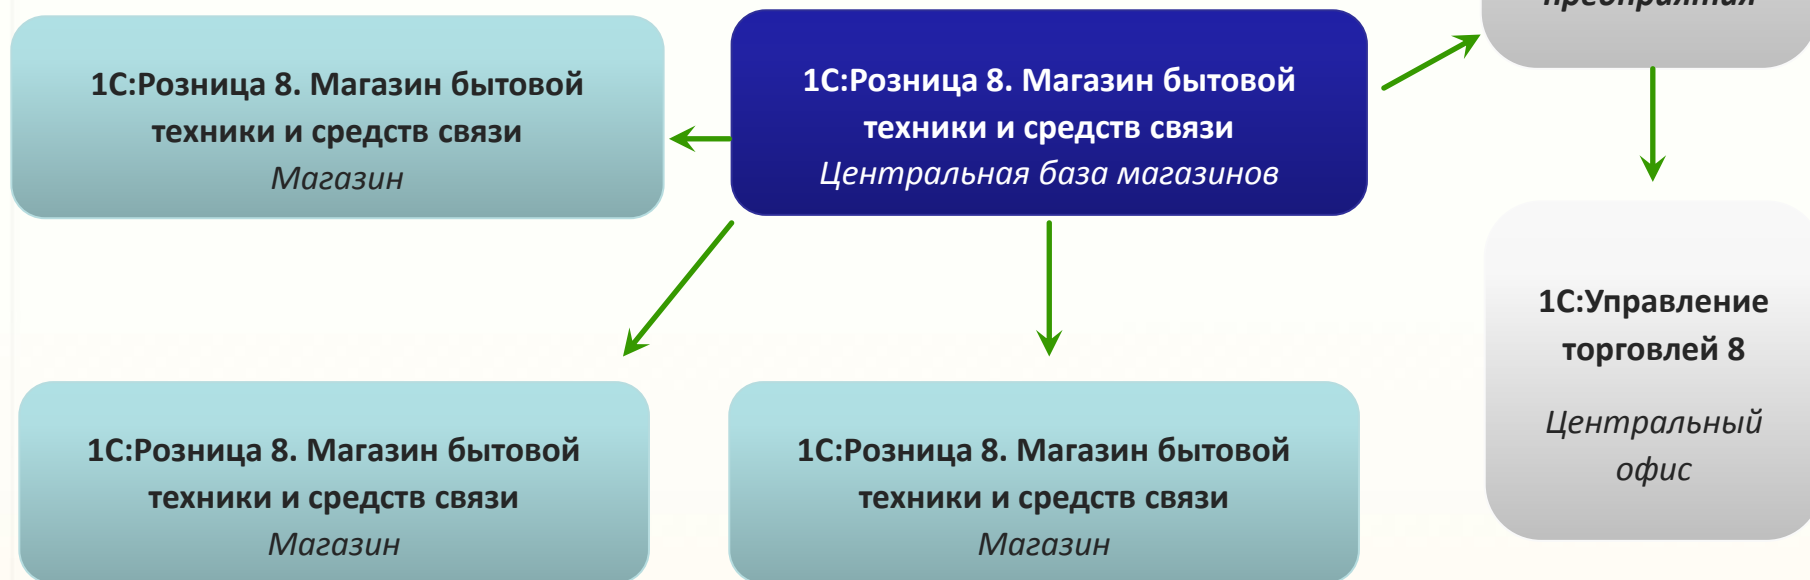 предприятия
1С:Розница 8. Магазин бытовой
техники и средств связи
Магазин
1С:Розница 8. Магазин бытовой
техники и средств связи
Центральная база магазинов
1С:Управление
торговлей 8
Центральный
офис
1С:Розница 8. Магазин бытовой
техники и средств связи
Магазин
1С:Розница 8. Магазин бытовой
техники и средств связи
Магазин